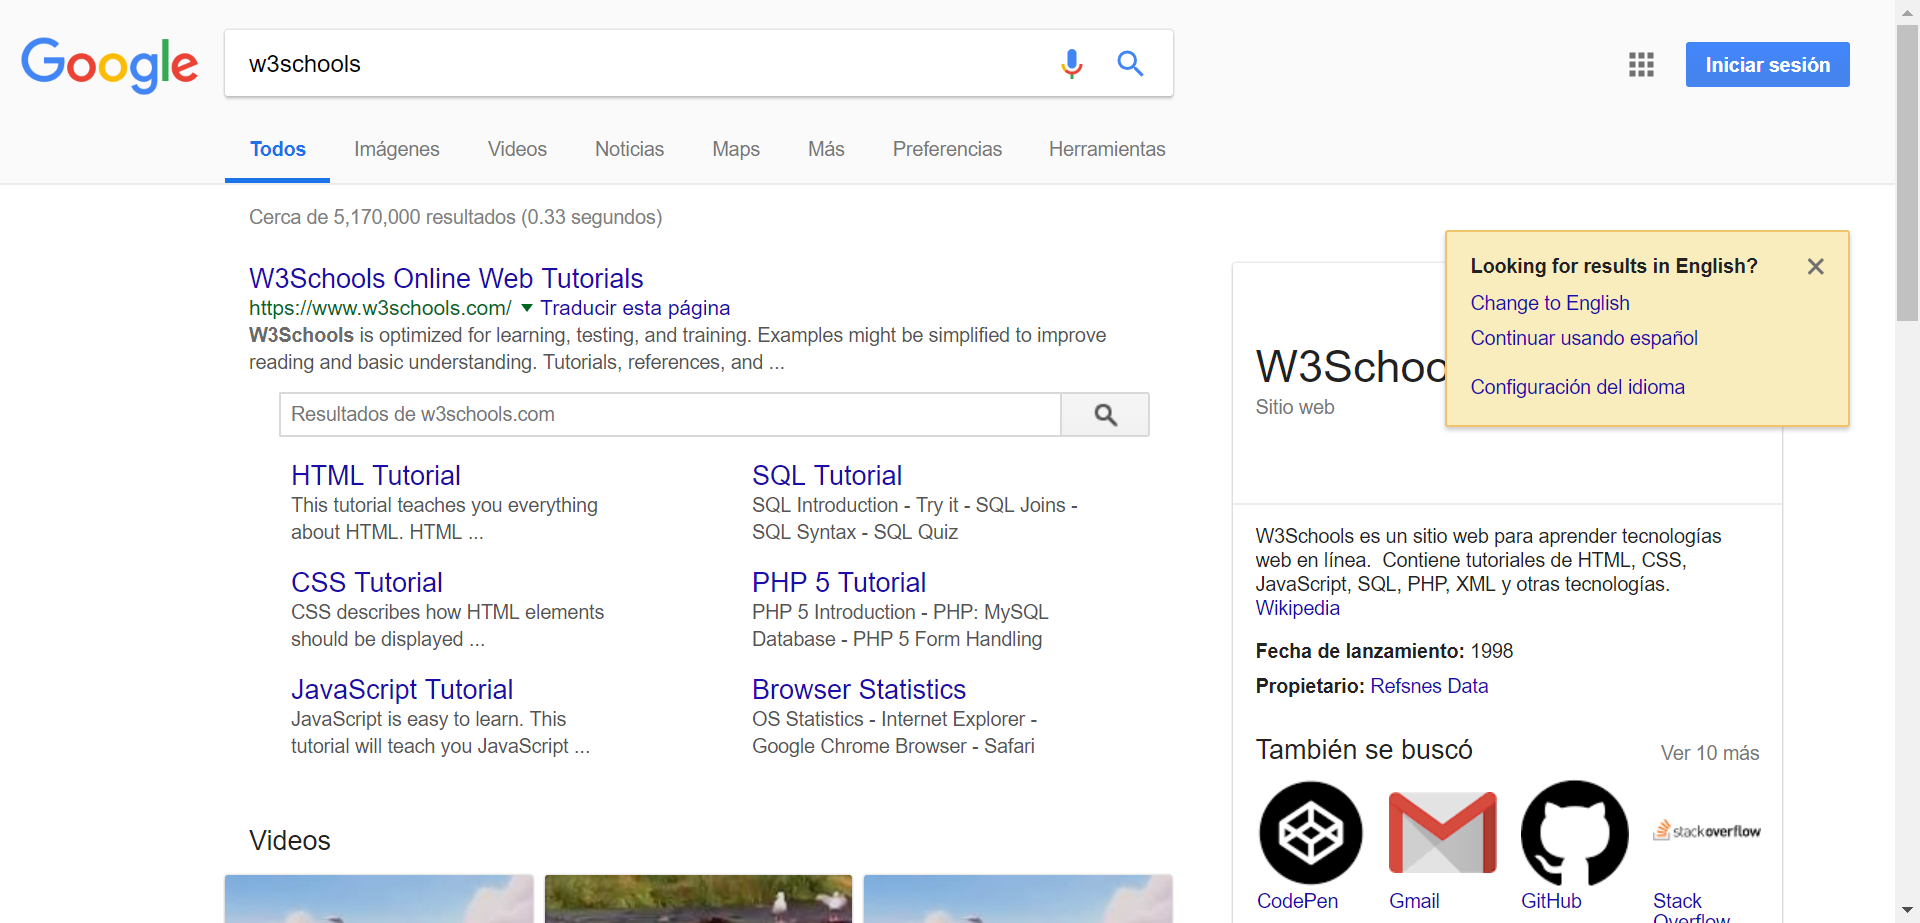 Google
w3schools
Iniciar sesión
Todos Imágenes Videos Noticias Maps Más Preferencias Herramientas
Cerca de 5,170,000 resultados (0.33 segundos)
W3Schools Online Web Tutorials
https://www.w3schools.com/ Traducir esta página
W3Schools is optimized for learning, testing, and training. Examples might be simplified to improve
reading and basic understanding. Tutorials, references, and ...
Resultados de w3schools.com
HTML Tutorial
This tutorial teaches you everything
about HTML. HTML ...
SQL Tutorial
SQL Introduction - Try it - SQL Joins -
SQL Syntax - SQL Quiz
CSS Tutorial
CSS describes how HTML elements
should be displayed ...
PHP 5 Tutorial
PHP 5 Introduction - PHP: MySQL
Database - PHP 5 Form Handling
JavaScript Tutorial
JavaScript is easy to learn. This
tutorial will teach you JavaScript ...
Browser Statistics
OS Statistics - Internet Explorer -
Google Chrome Browser - Safari
Videos
Looking for results in English?
Change to English
Continuar usando español
Configuración del idioma
W3Schoo
Sitio web
W3Schools es un sitio web para aprender tecnologías
web en línea. Contiene tutoriales de HTML, CSS,
JavaScript, SQL, PHP, XML y otras tecnologías.
Wikipedia
Fecha de lanzamiento: 1998
Propietario: Refsnes Data
También se buscó Ver 10 más
stackoverflow
CodePen Gmail GitHub Stack
Overflow